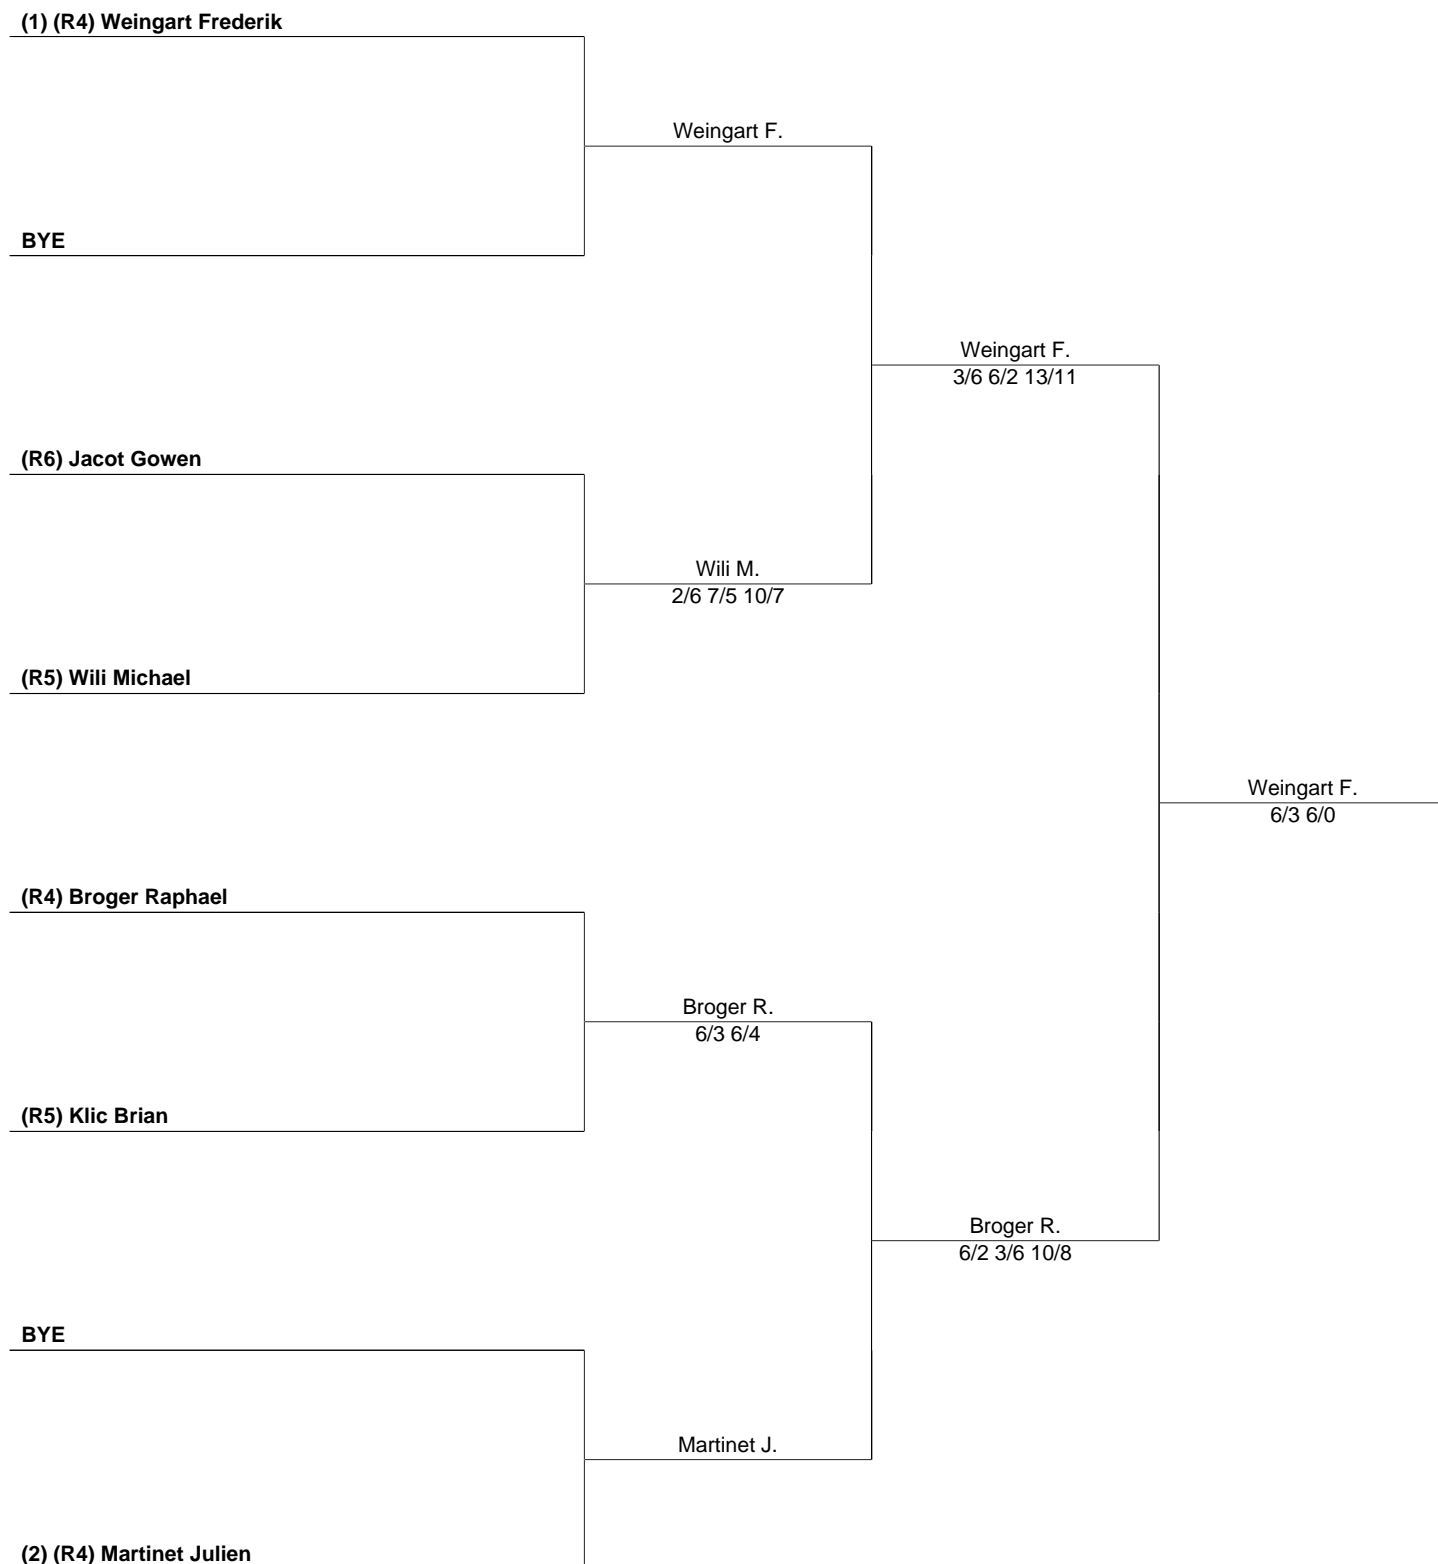 (1) (R4) Weingart Frederik
Weingart F.
BYE
Weingart F.
3/6 6/2 13/11
(R6) Jacot Gowen
Wili M.
2/6 7/5 10/7
(R5) Wili Michael
Weingart F.
6/3 6/0
(R4) Broger Raphael
Broger R.
6/3 6/4
(R5) Klic Brian
Broger R.
6/2 3/6 10/8
BYE
Martinet J.
(2) (R4) Martinet Julien